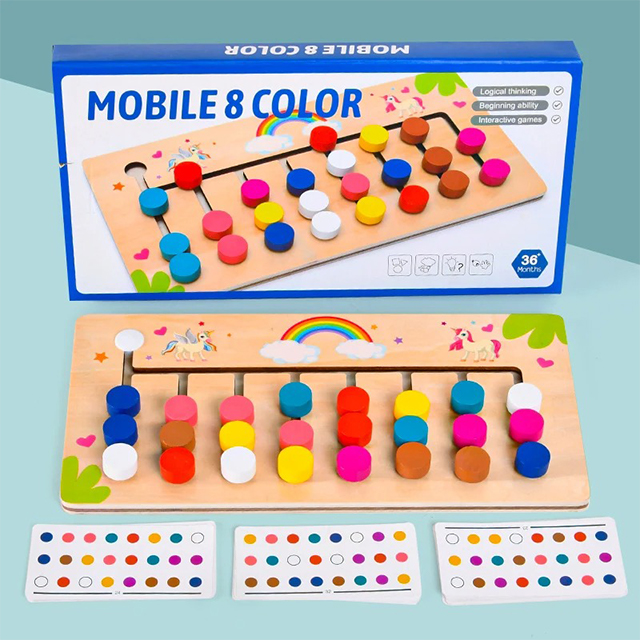 MOBILE 8 COLOR
MOBILE 8 COLOR
Logical thinking
Beginning ability
Interactive games
36+
Months